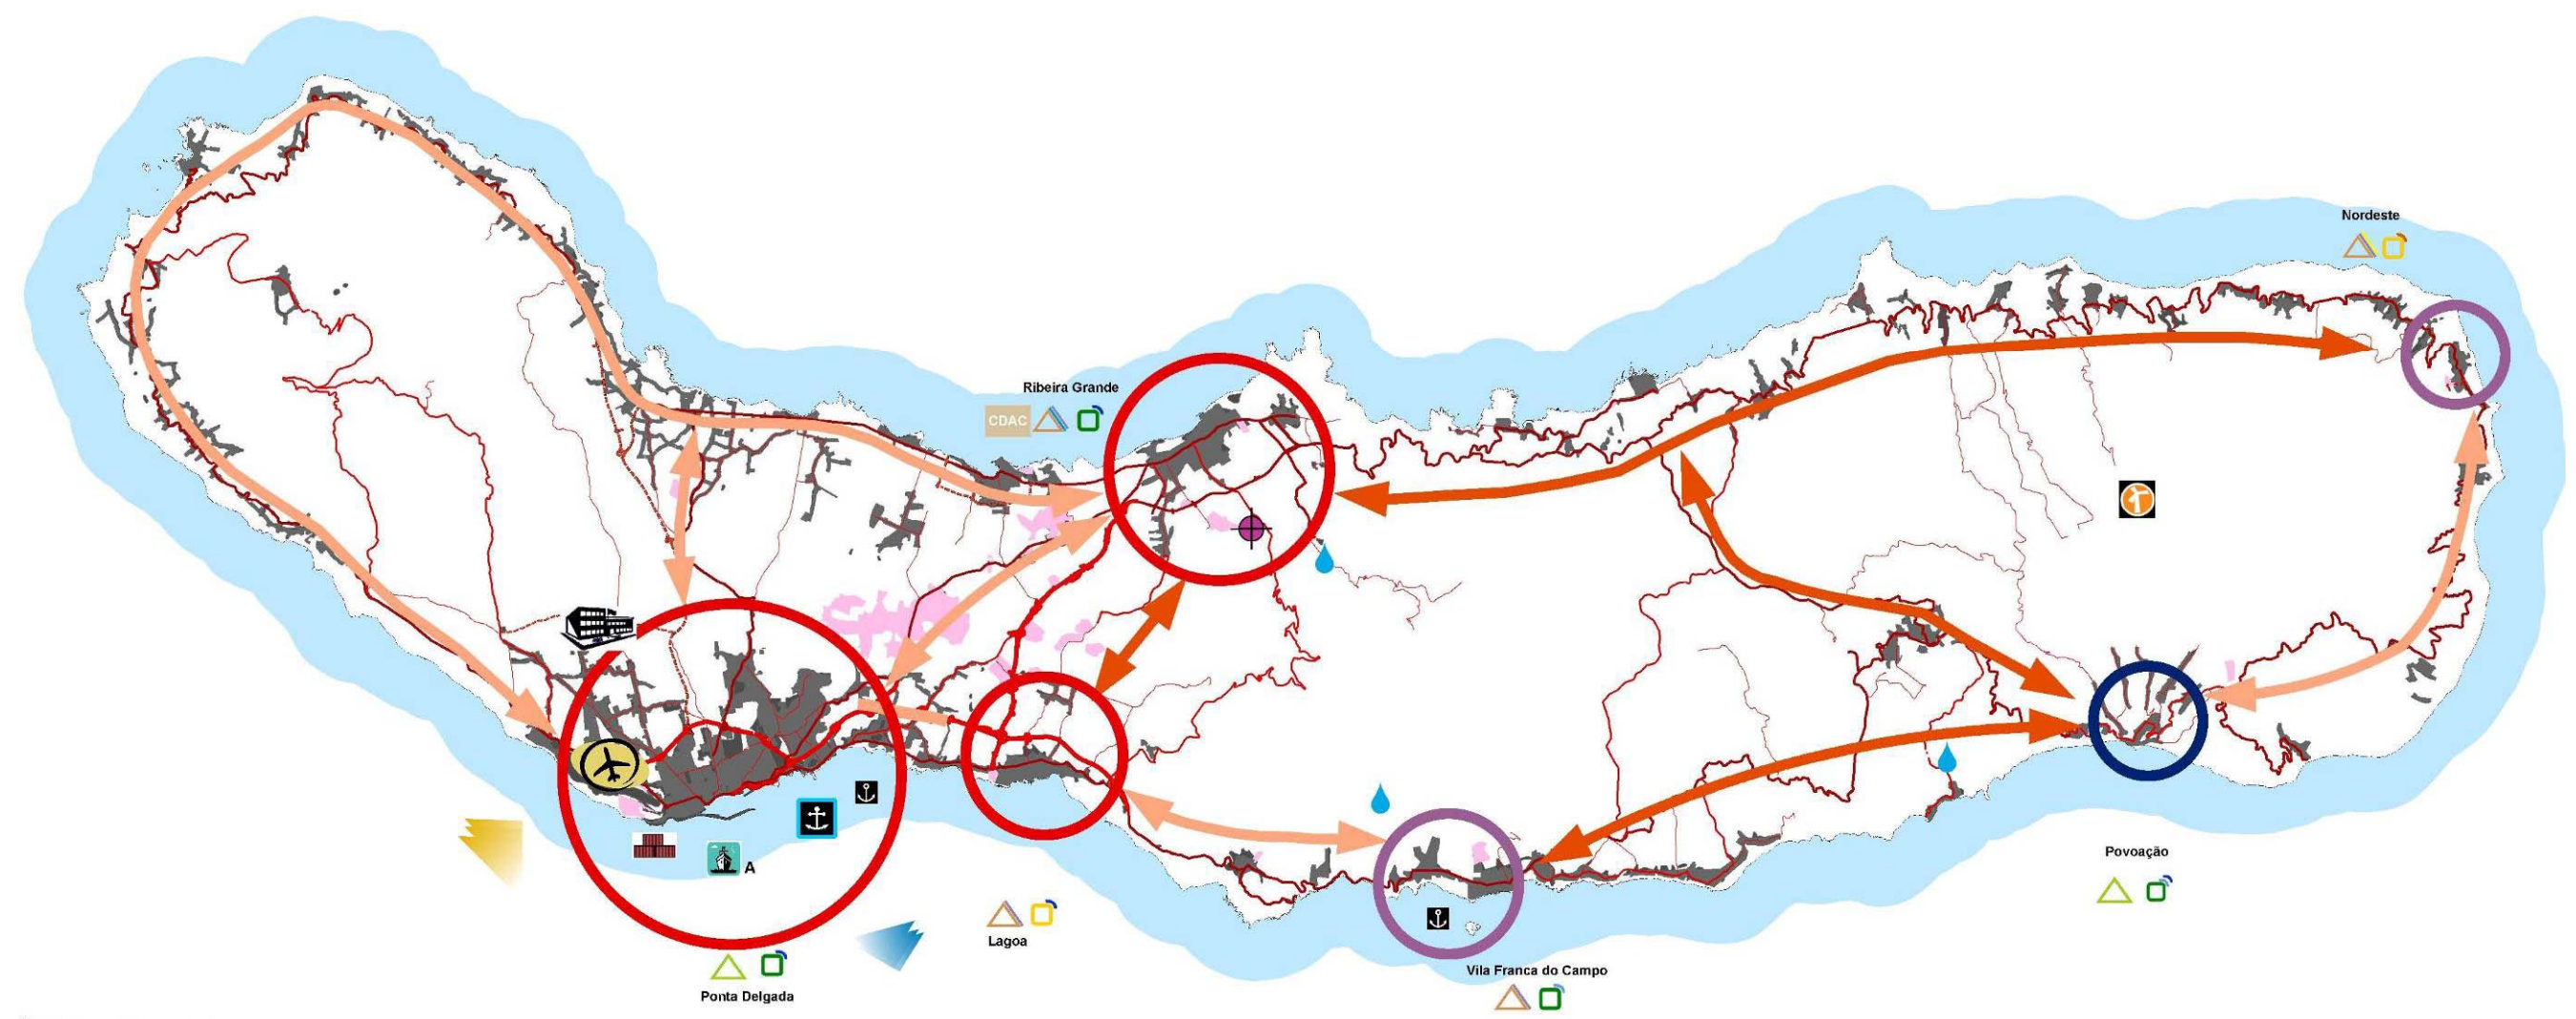 Nordeste
Ribeira Grande
CDAC
A
Povoação
Lagoa
Vila Franca do Campo
Ponta Delgada